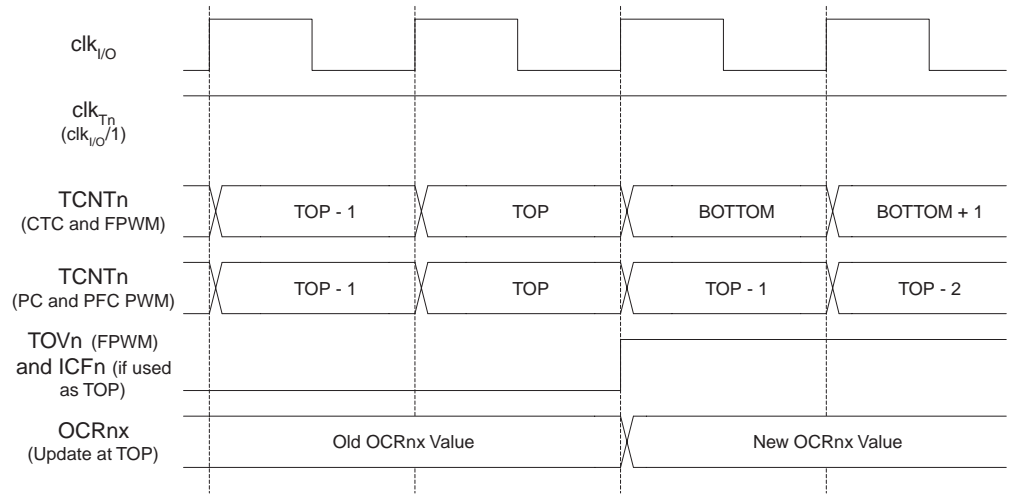 clkI/O
clkTn
(clkI/O/1)
TCNTn
(CTC and FPWM)
TOP - 1
TOP
BOTTOM
BOTTOM + 1
TCNTn
(PC and PFC PWM)
TOP - 1
TOP
TOP - 1
TOP - 2
TOVn (FPWM)
and ICFn (if used
as TOP)
OCRnx
(Update at TOP)
Old OCRnx Value
New OCRnx Value